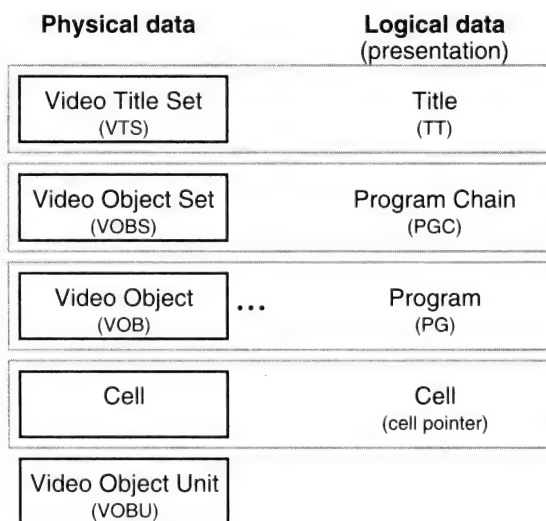 Physical data Logical data
(presentation)
Video Title Set Title
(VTS) (TT)
Video Object Set Program Chain
(VOBS) (PGC)
Video Object ... Program
(VOB) (PG)
Cell Cell
(cell pointer)
Video Object Unit
(VOBU)